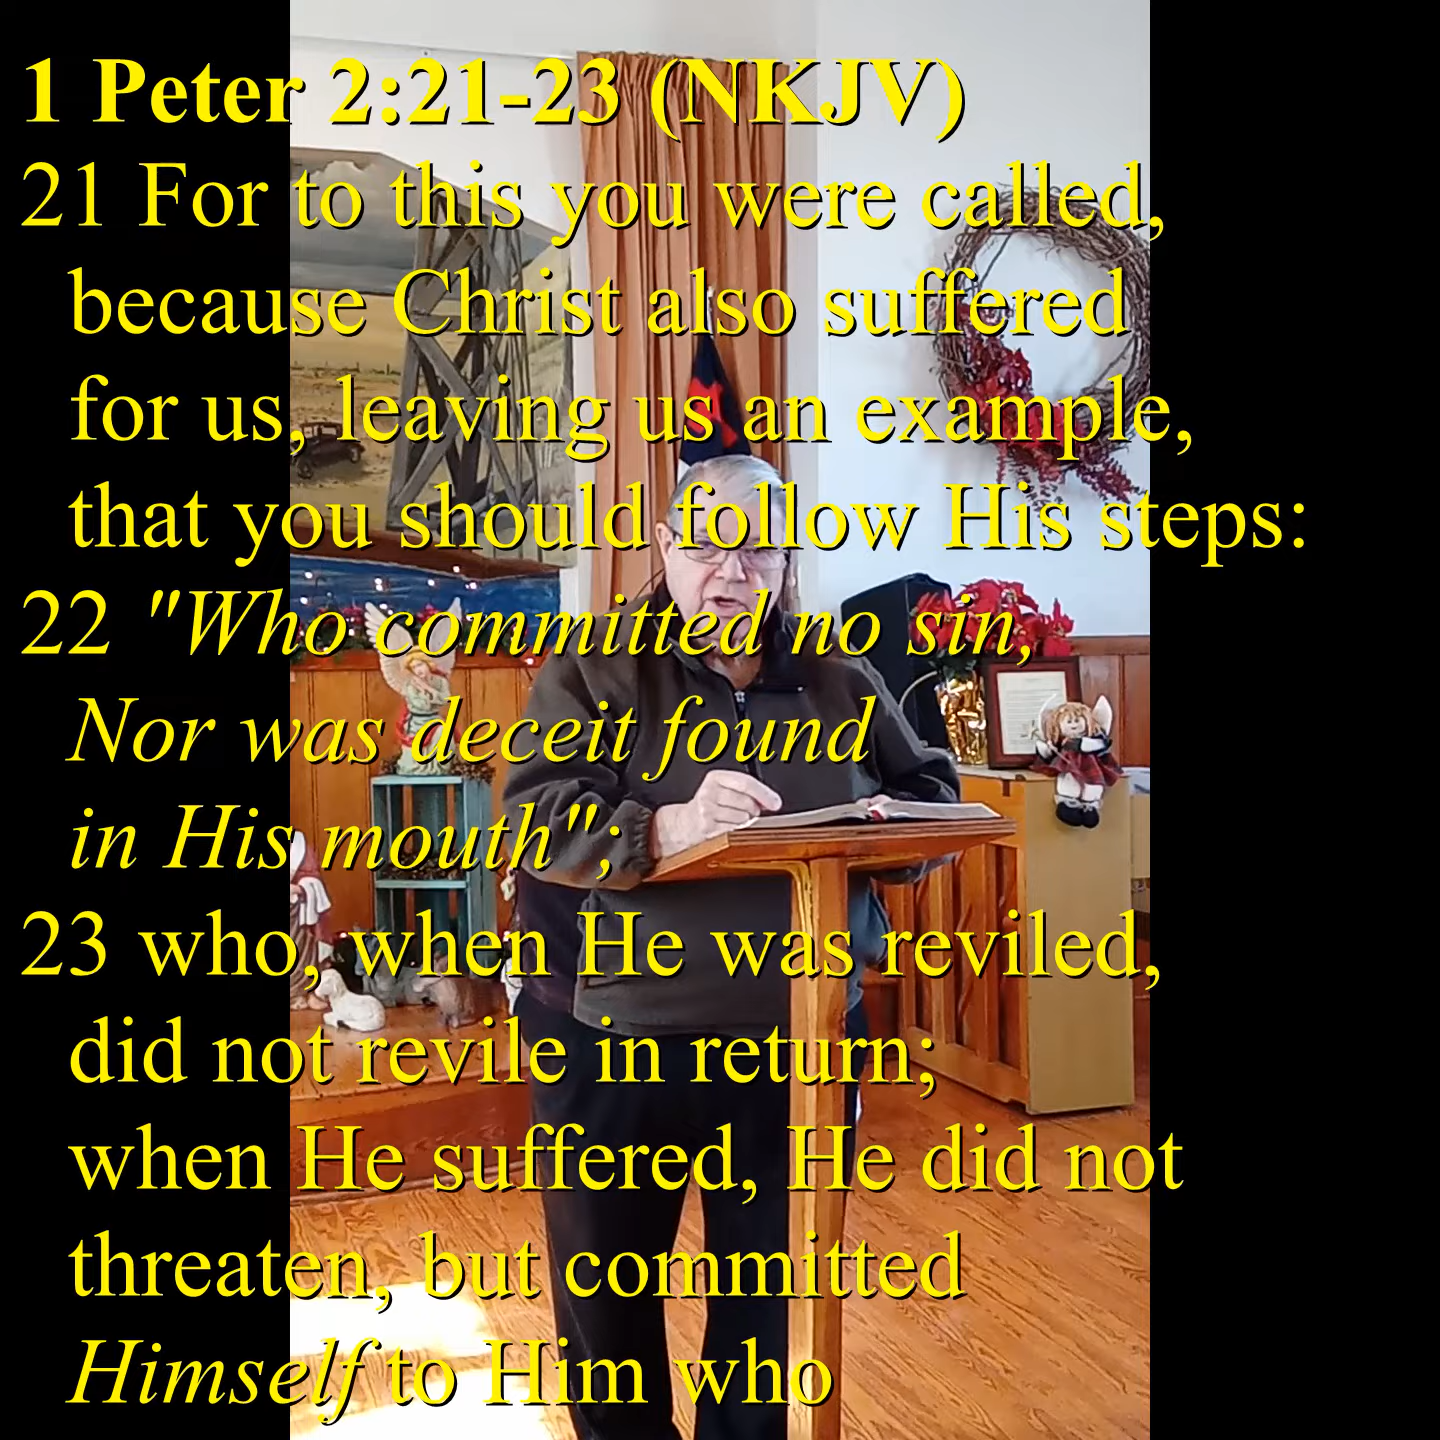 1 Peter 2:21-23 (NKJV)
21 For to this you were called,
because Christ also suffered
for us, leaving us an example,
that you should follow His steps:
22 "Who committed no sin,
Nor was deceit found
in His mouth";
23 who, when He was reviled,
did not revile in return;
when He suffered, He did not
threaten, but committed
Himself to Him who